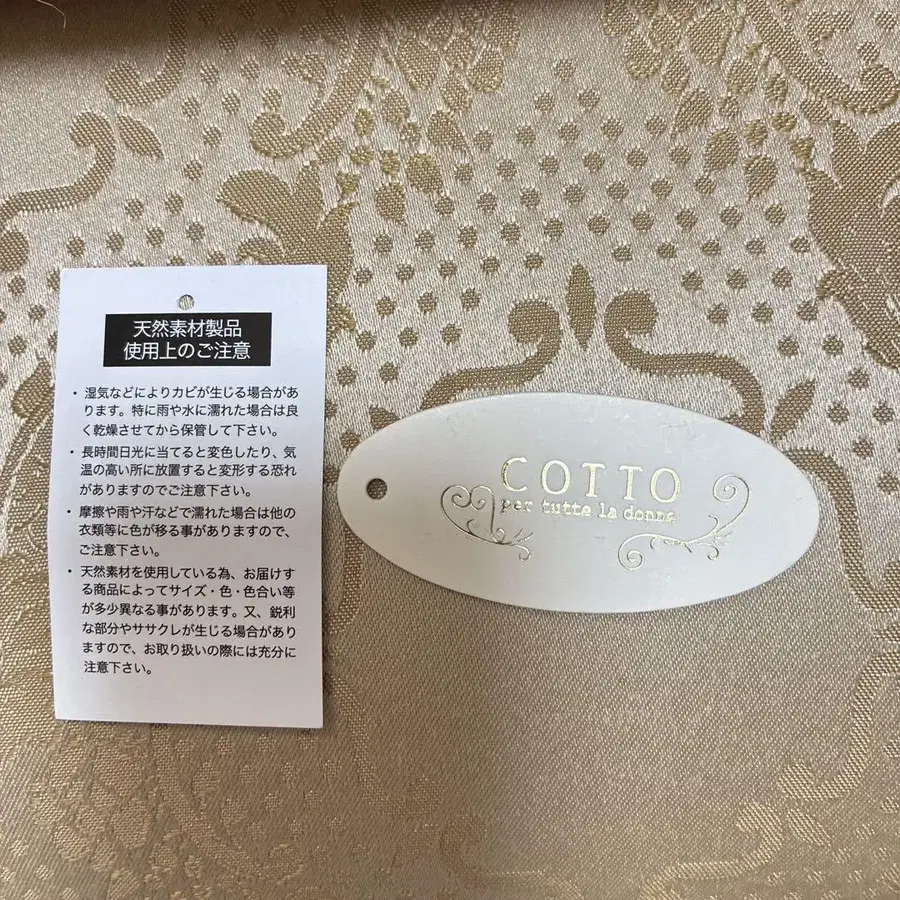 天然素材製品
使用上のご注意
・湿気などによりカビが生じる場合があ
ります。特に雨や水に濡れた場合は良
く乾燥させてから保管して下さい。
・長時間日光に当てると変色したり、気
温の高い所に放置すると変形する恐れ
がありますのでご注意下さい。
・摩擦や雨や汗などで濡れた場合は他の
衣類等に色が移る事がありますので、
ご注意下さい。
・天然素材を使用している為、お届けす
る商品によってサイズ・色・色合い等
が多少異なる事があります。又、鋭利
な部分やササクレが生じる場合があり
ますので、お取り扱いの際には充分に
注意下さい。
COTTO
per tutte la donne